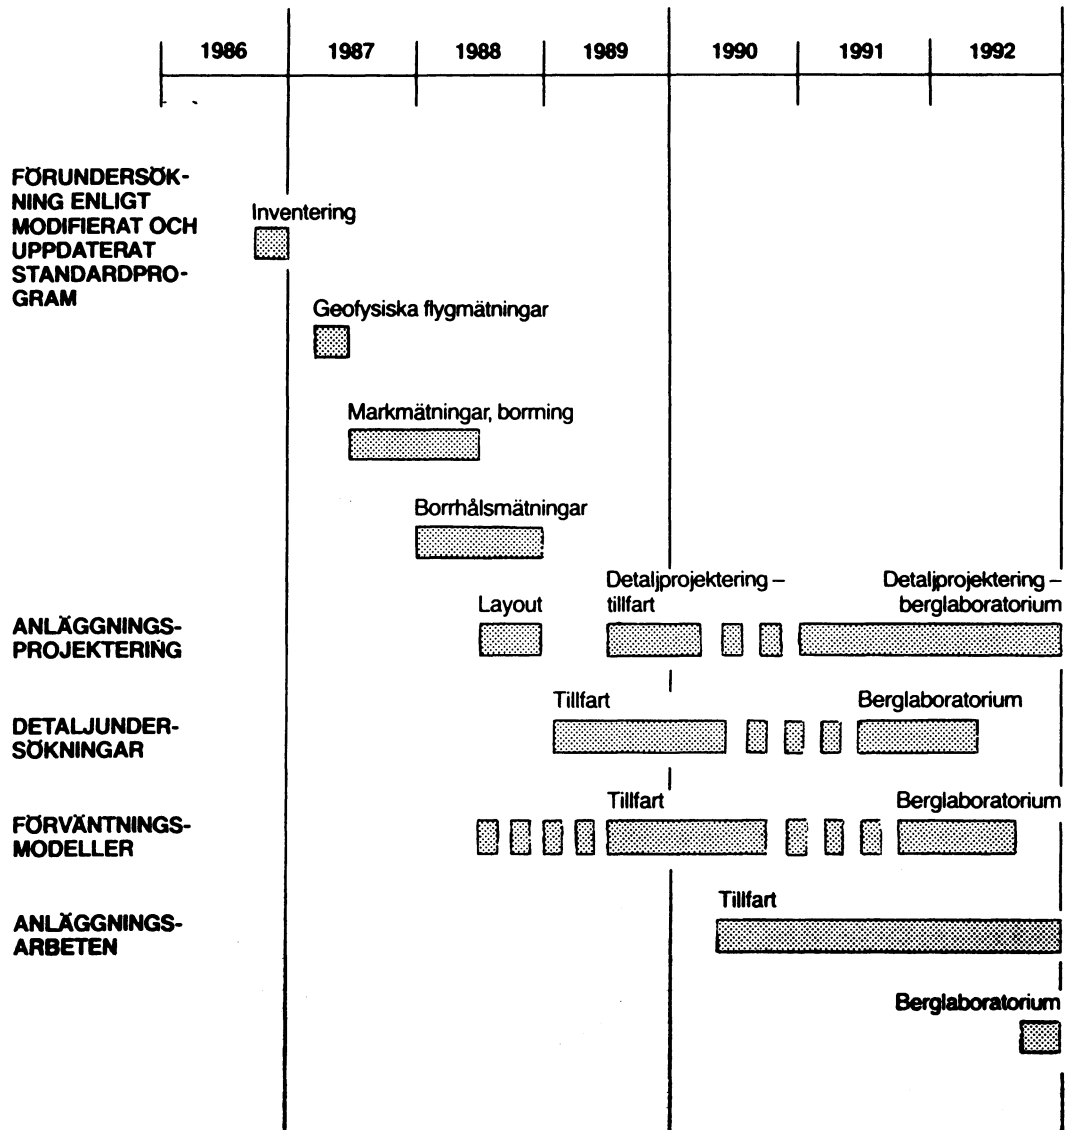 1986 1987 1988 1989 1990 1991 1992
FÖRUNDERSÖK-
NING ENLIGT
MODIFIERAT OCH
UPPDATERAT
STANDARDPRO-
GRAM
Inventering
Geofysiska flygmätningar
Markmätningar, borrning
Borrhålsmätningar
ANLÄGGNINGS-
PROJEKTERING
Layout
Detaljprojektering –
tillfart
Detaljprojektering –
berglaboratorium
DETALJUNDER-
SÖKNINGAR
Tillfart
Berglaboratorium
FÖRVÄNTNINGS-
MODELLER
Tillfart
Berglaboratorium
ANLÄGGNINGS-
ARBETEN
Tillfart
Berglaboratorium